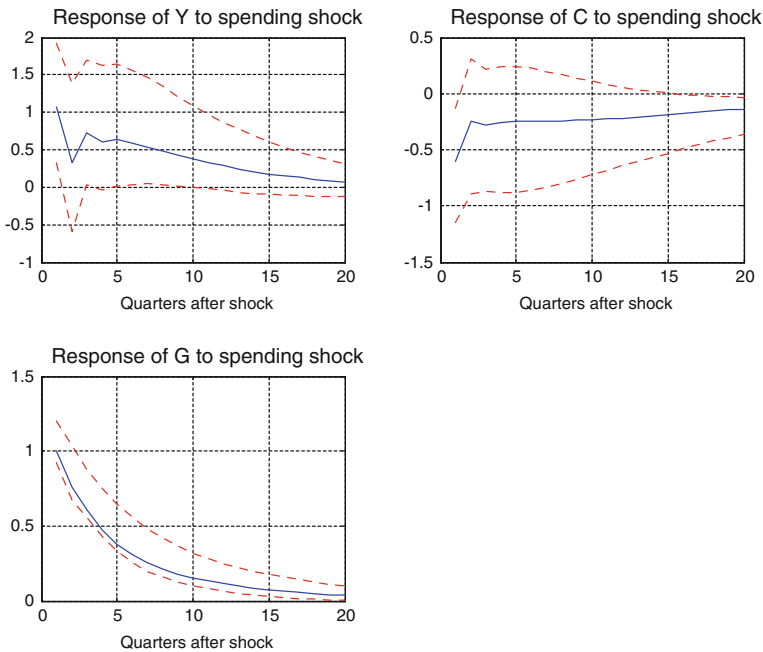 Response of Y to spending shock
2
1.5
1
0.5
0
-0.5
-1
0 5 10 15 20
Quarters after shock
Response of C to spending shock
0.5
0
-0.5
-1
-1.5
0 5 10 15 20
Quarters after shock
Response of G to spending shock
1.5
1
0.5
0
0 5 10 15 20
Quarters after shock